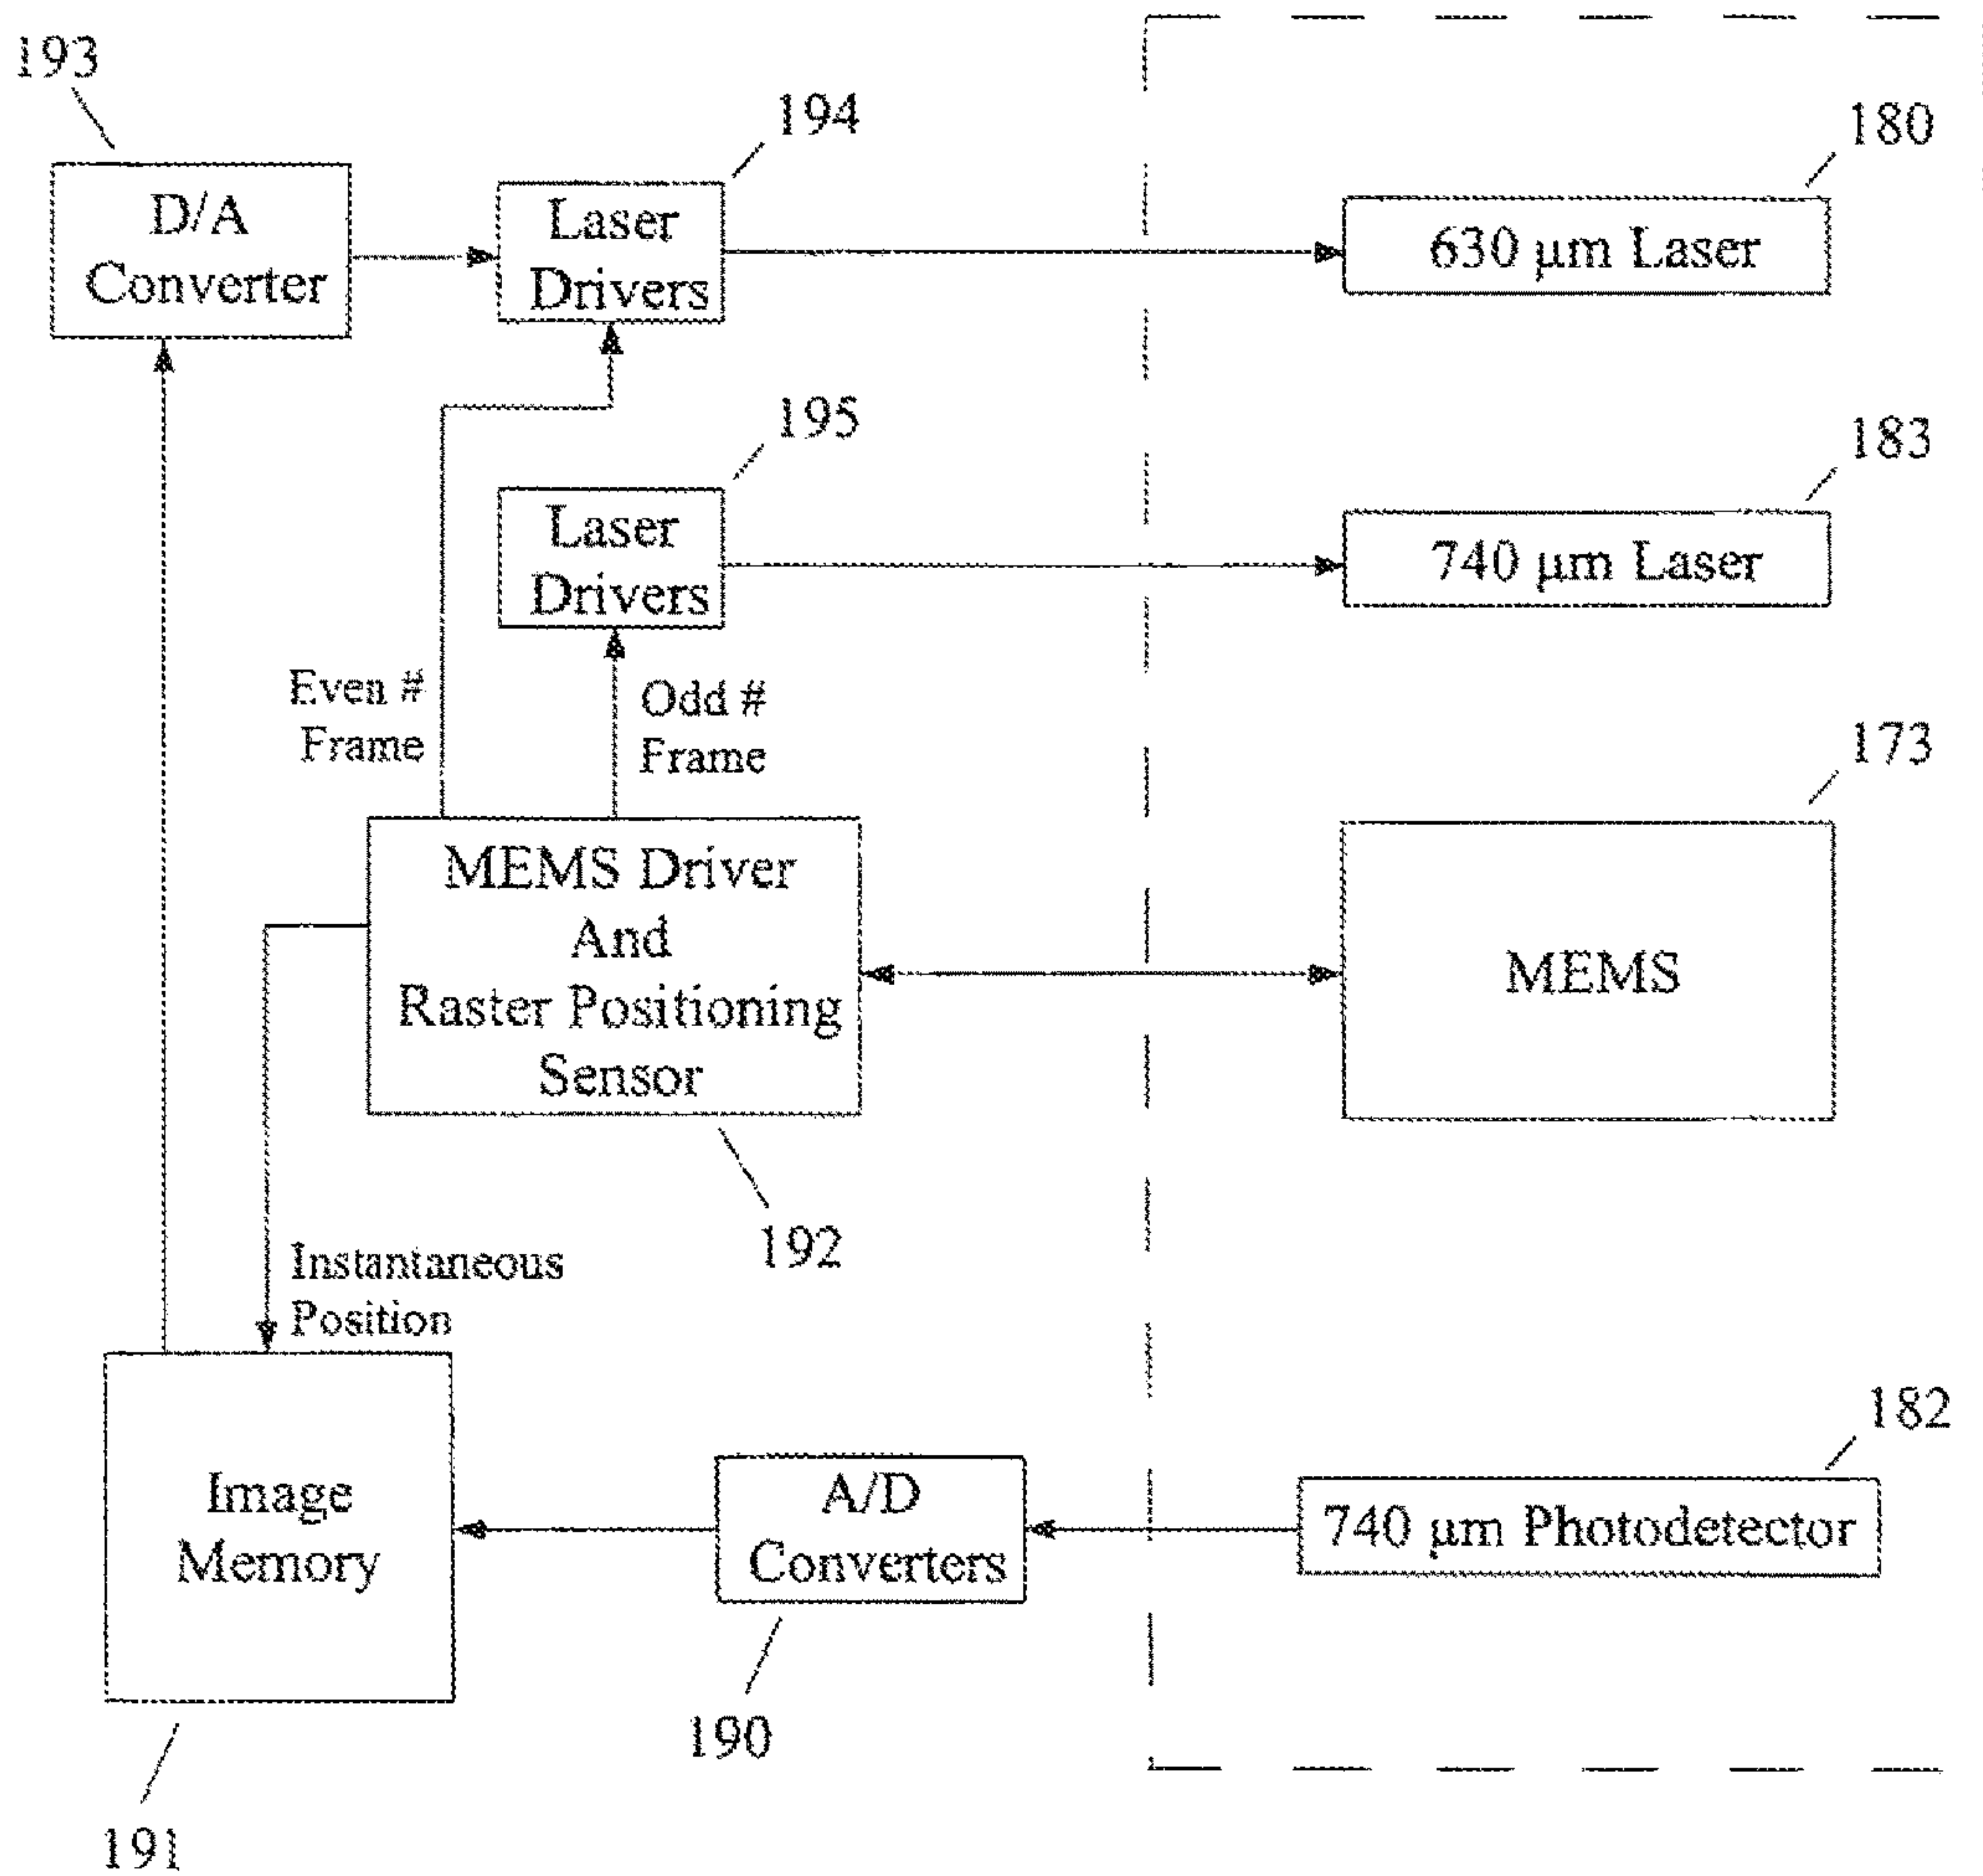 193
D/A
Converter
194
Laser
Drivers
180
630 μm Laser
195
Laser
Drivers
183
740 μm Laser
Even #
Frame
Odd #
Frame
173
MEMS Driver
And
Raster Positioning
Sensor
MEMS
192
Instantaneous
Position
182
Image
Memory
A/D
Converters
740 μm Photodetector
190
191